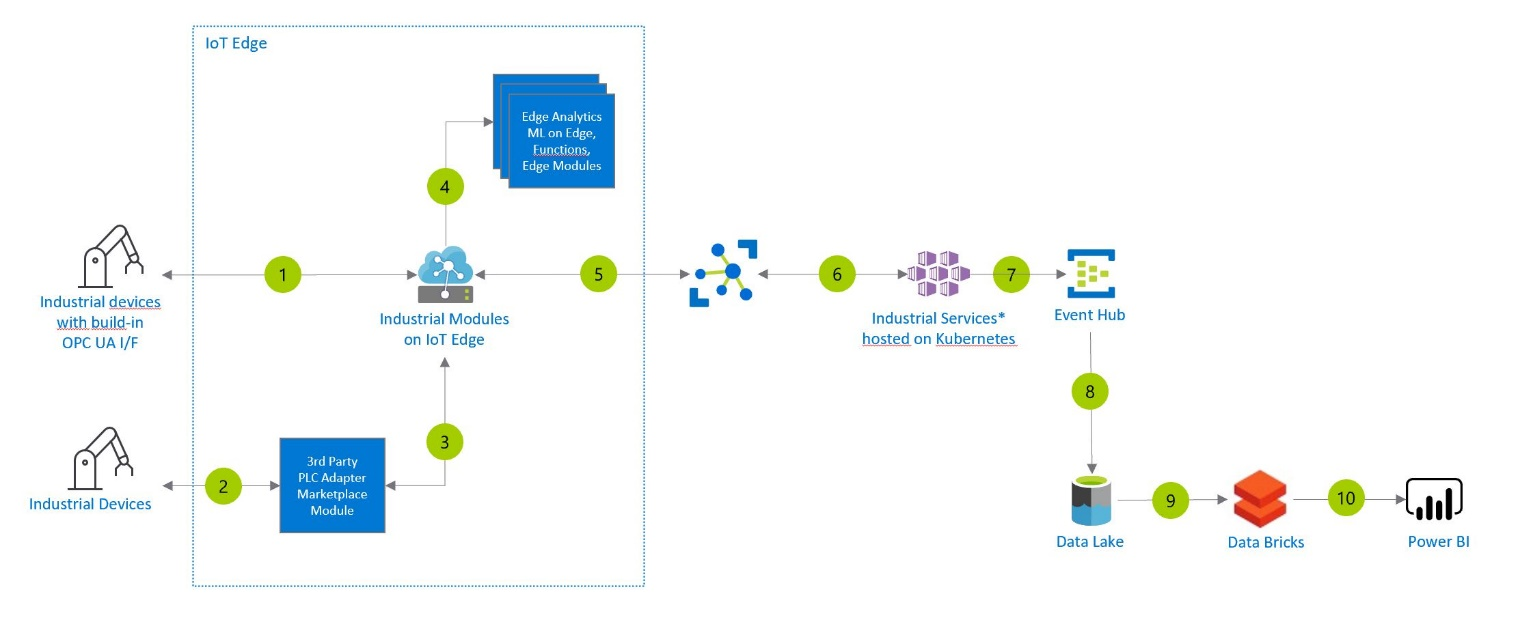 IoT Edge
Edge Analytics
ML on Edge,
Functions,
Edge Modules
4
1
5
6
7
Industrial devices
with build-in
OPC UA I/F
Industrial Modules
on IoT Edge
Industrial Services*
hosted on Kubernetes
Event Hub
8
3
2
3rd Party
PLC Adapter
Marketplace
Module
Industrial Devices
9
10
Data Lake
Data Bricks
Power BI